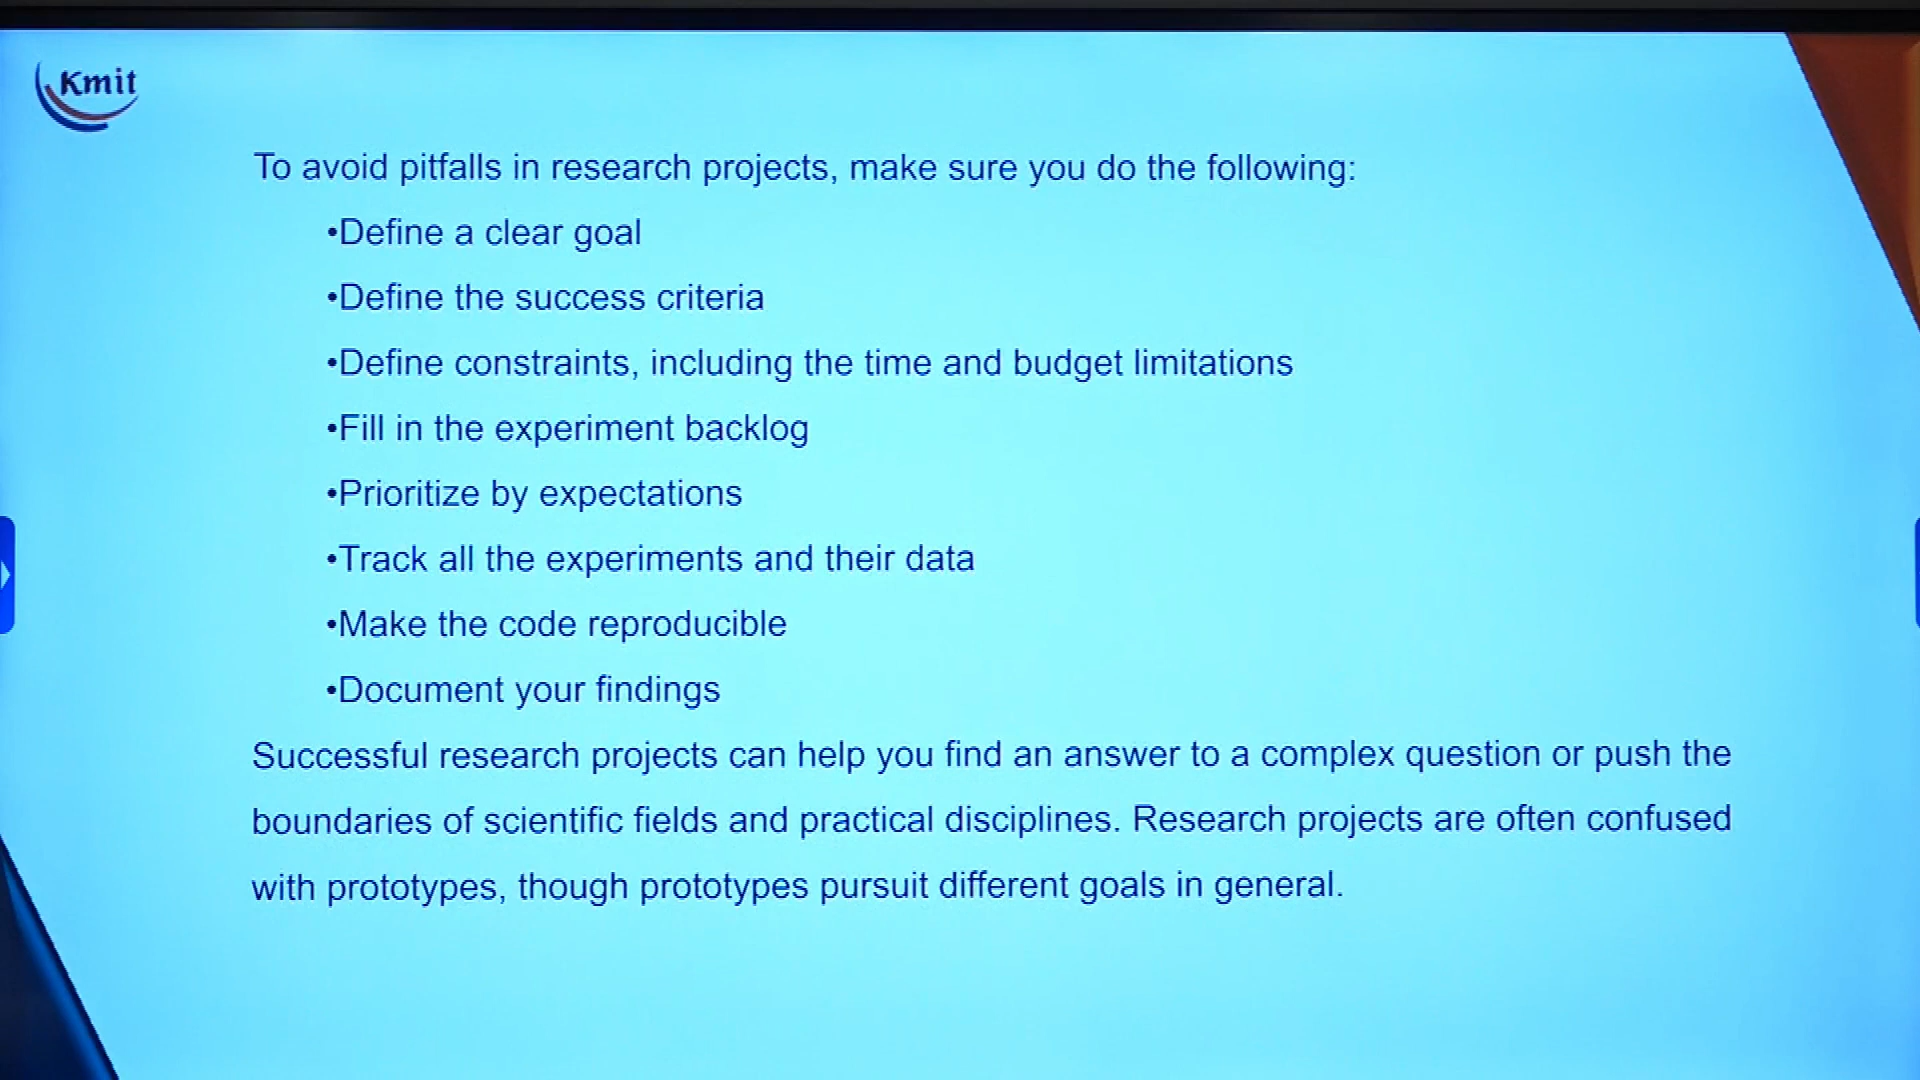 Kmit
To avoid pitfalls in research projects, make sure you do the following:
•Define a clear goal
•Define the success criteria
•Define constraints, including the time and budget limitations
•Fill in the experiment backlog
•Prioritize by expectations
•Track all the experiments and their data
•Make the code reproducible
•Document your findings
Successful research projects can help you find an answer to a complex question or push the
boundaries of scientific fields and practical disciplines. Research projects are often confused
with prototypes, though prototypes pursuit different goals in general.